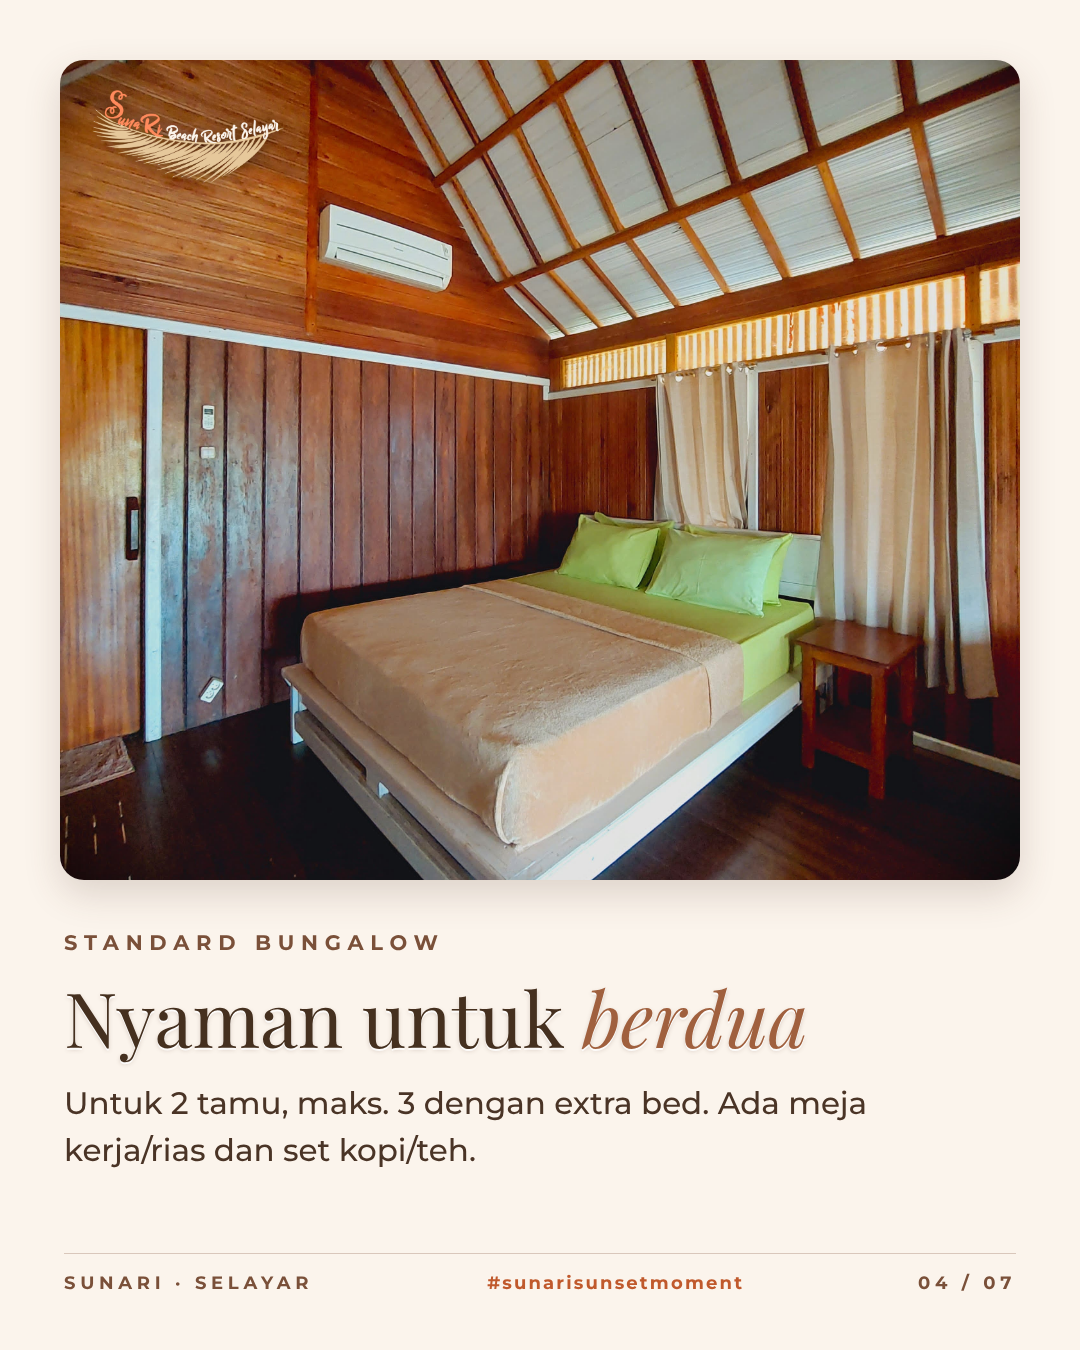 SunaRi Beach Resort Selayar
STANDARD BUNGALOW
Nyaman untuk berdua
Untuk 2 tamu, maks. 3 dengan extra bed. Ada meja
kerja/rias dan set kopi/teh.
SUNARI · SELAYAR
#sunarisunsetmoment
04 / 07